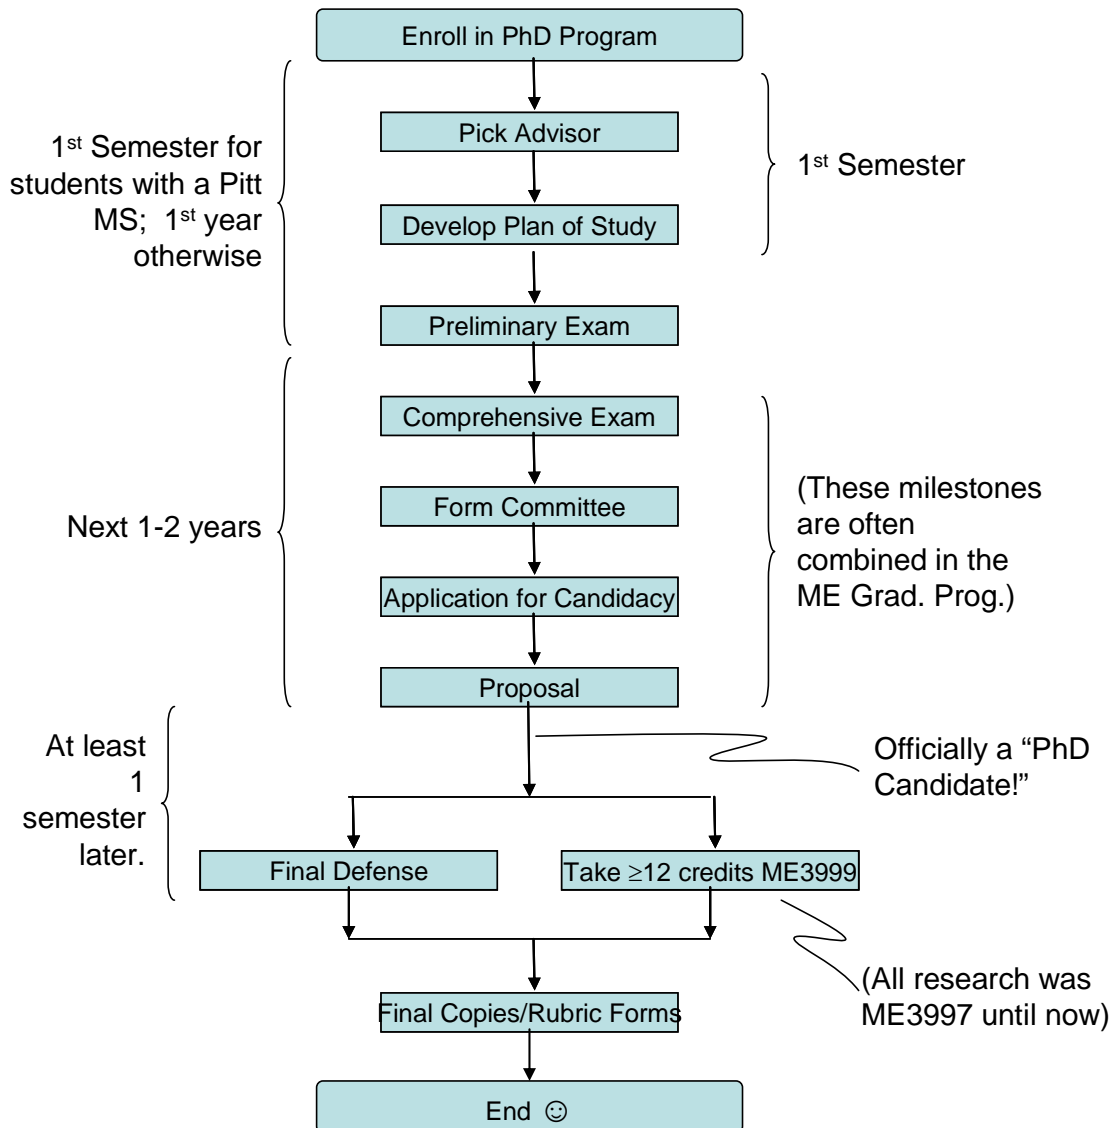 Enroll in PhD Program
Pick Advisor
1st Semester for
students with a Pitt
MS;  1st year
otherwise
1st Semester
Develop Plan of Study
Preliminary Exam
Comprehensive Exam
Form Committee
Next 1-2 years
(These milestones
are often
combined in the
ME Grad. Prog.)
Application for Candidacy
Proposal
At least
1
semester
later.
Officially a “PhD
Candidate!”
Final Defense
Take ≥12 credits ME3999
(All research was
ME3997 until now)
Final Copies/Rubric Forms
End ☺